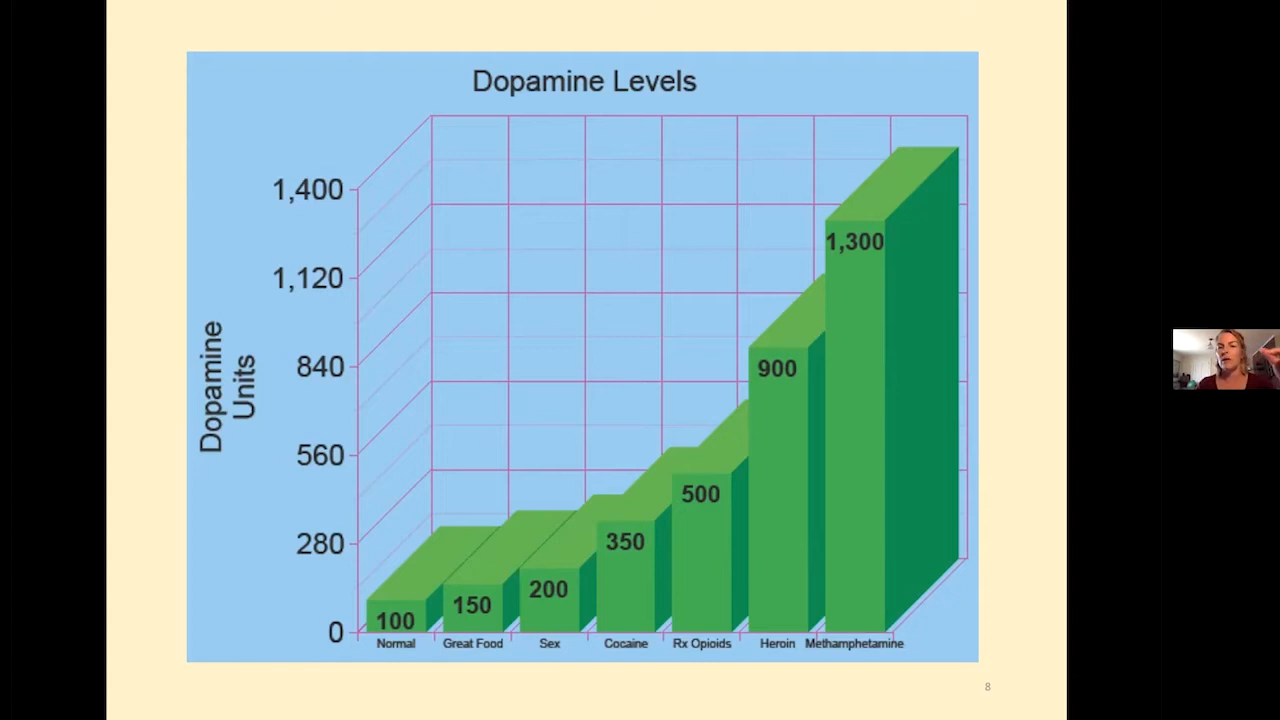 Dopamine Levels
1,400
1,120
840
560
280
0
Dopamine
Units
100
150
200
350
500
900
1,300
Normal
Great Food
Sex
Cocaine
Rx Opioids
Heroin
Methamphetamine
8